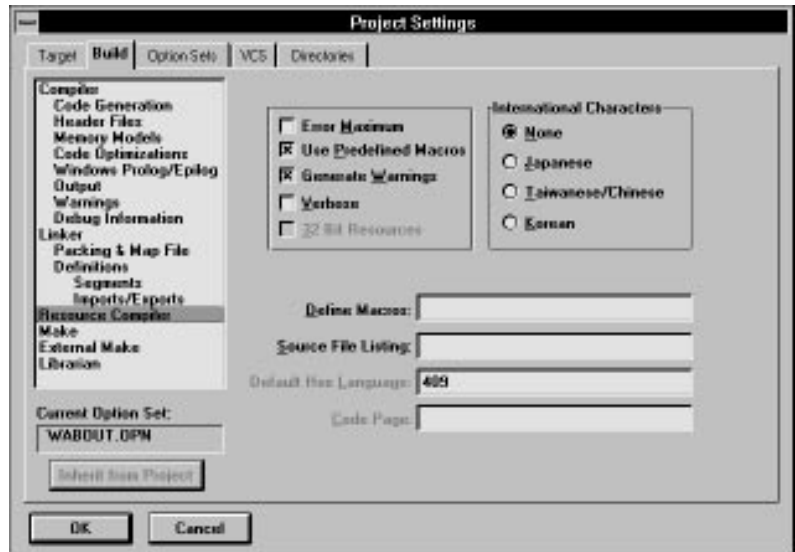 Project Settings
Target Build Option Sets VCS Directories
Compiler
Code Generation
Header Files
Memory Models
Code Optimizations
Windows Prolog/Epilog
Output
Warnings
Debug Information
Linker
Packing & Map File
Definitions
Segments
Imports/Exports
Resource Compiler
Make
External Make
Librarian
Current Option Set:
WABOUT.OPN
Inherit from Project
Error Maximum
Use Predefined Macros
Generate Warnings
Verbose
32 Bit Resources
International Characters
None
Japanese
Taiwanese/Chinese
Korean
Define Macros:
Source File Listing:
Default Hex Language: 409
Code Page:
OK Cancel